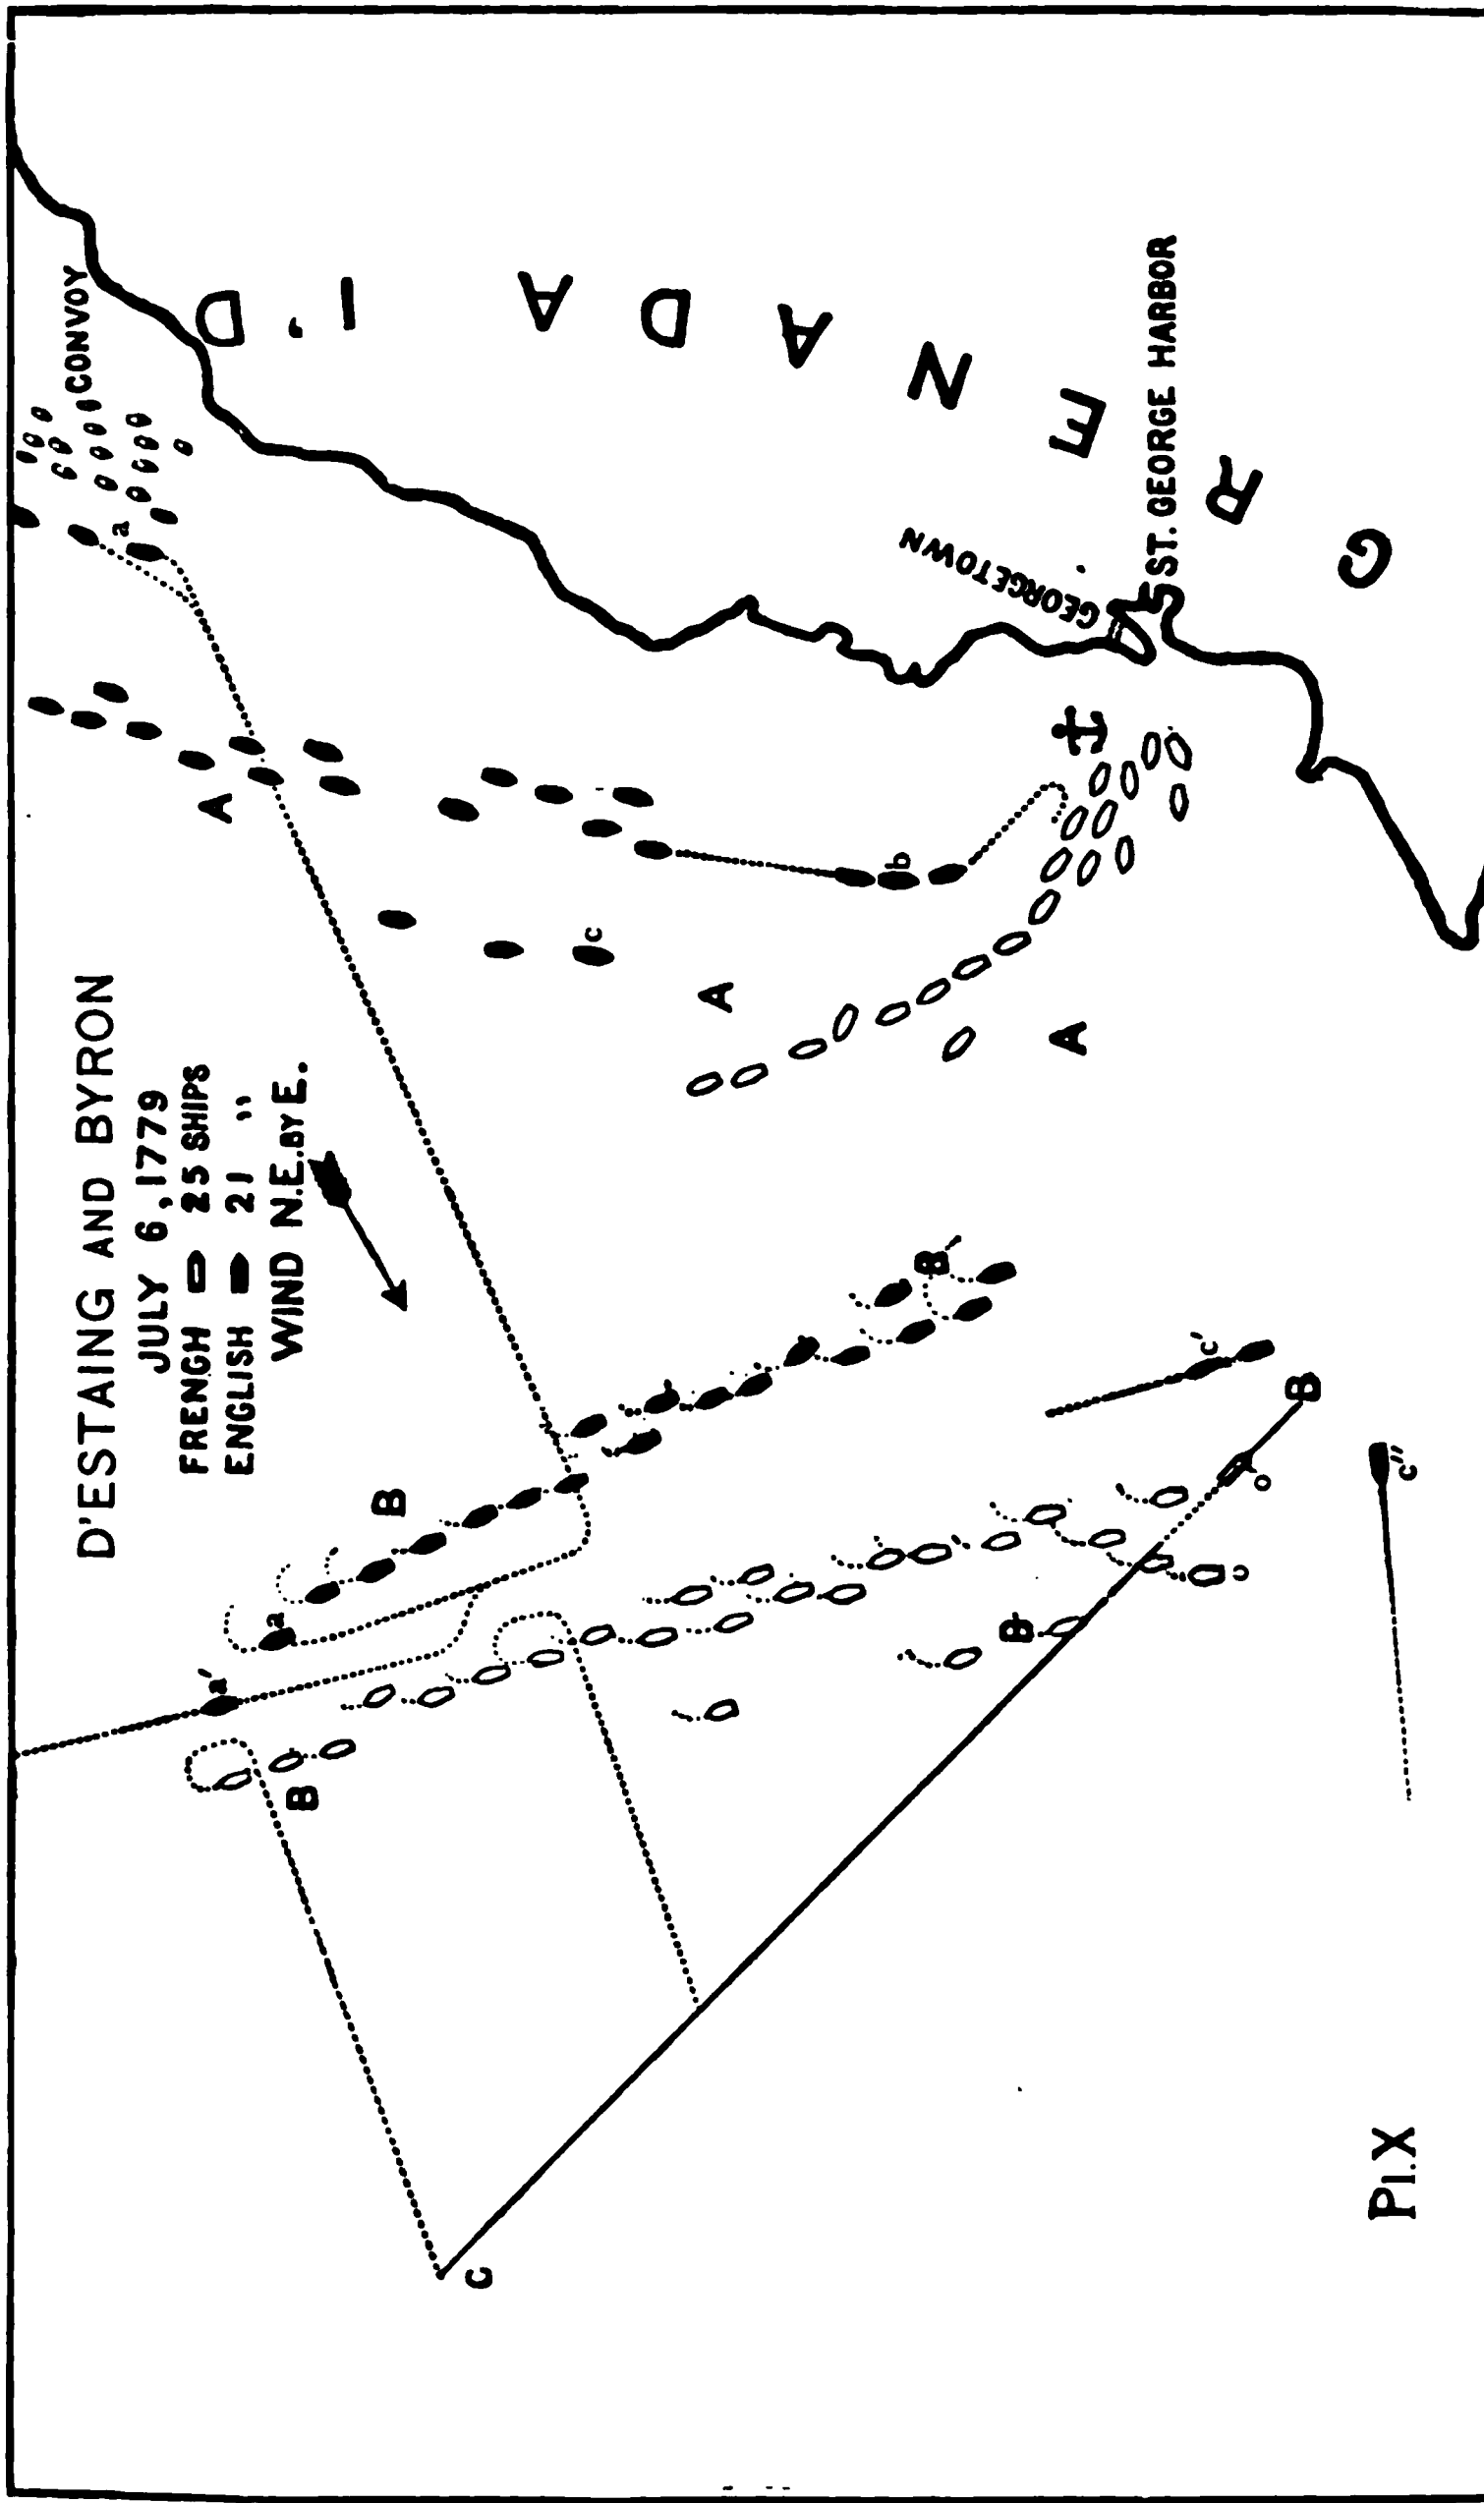 D'ESTAING AND BYRON
JULY 6, 1779
FRENGH 25 SHIPS
ENGLISH 21 "
WIND N.E. BY E.
CONVOY
GRENADA I'D
GEORGETOWN
ST. GEORGE HARBOR
a
A
b
c
A
A
B
B'
a
a'
B
B
c'
B
c
c
c"
C
Pl. X